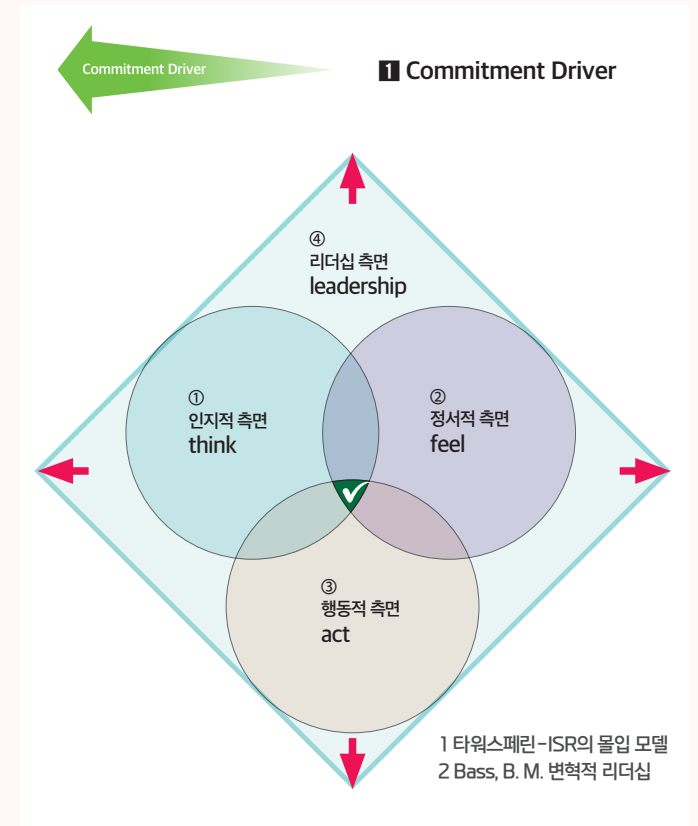 Commitment Driver
1 Commitment Driver
④
리더십 측면
leadership
①
인지적 측면
think
②
정서적 측면
feel
③
행동적 측면
act
1 타워스페린-ISR의 몰입 모델
2 Bass, B. M. 변혁적 리더십